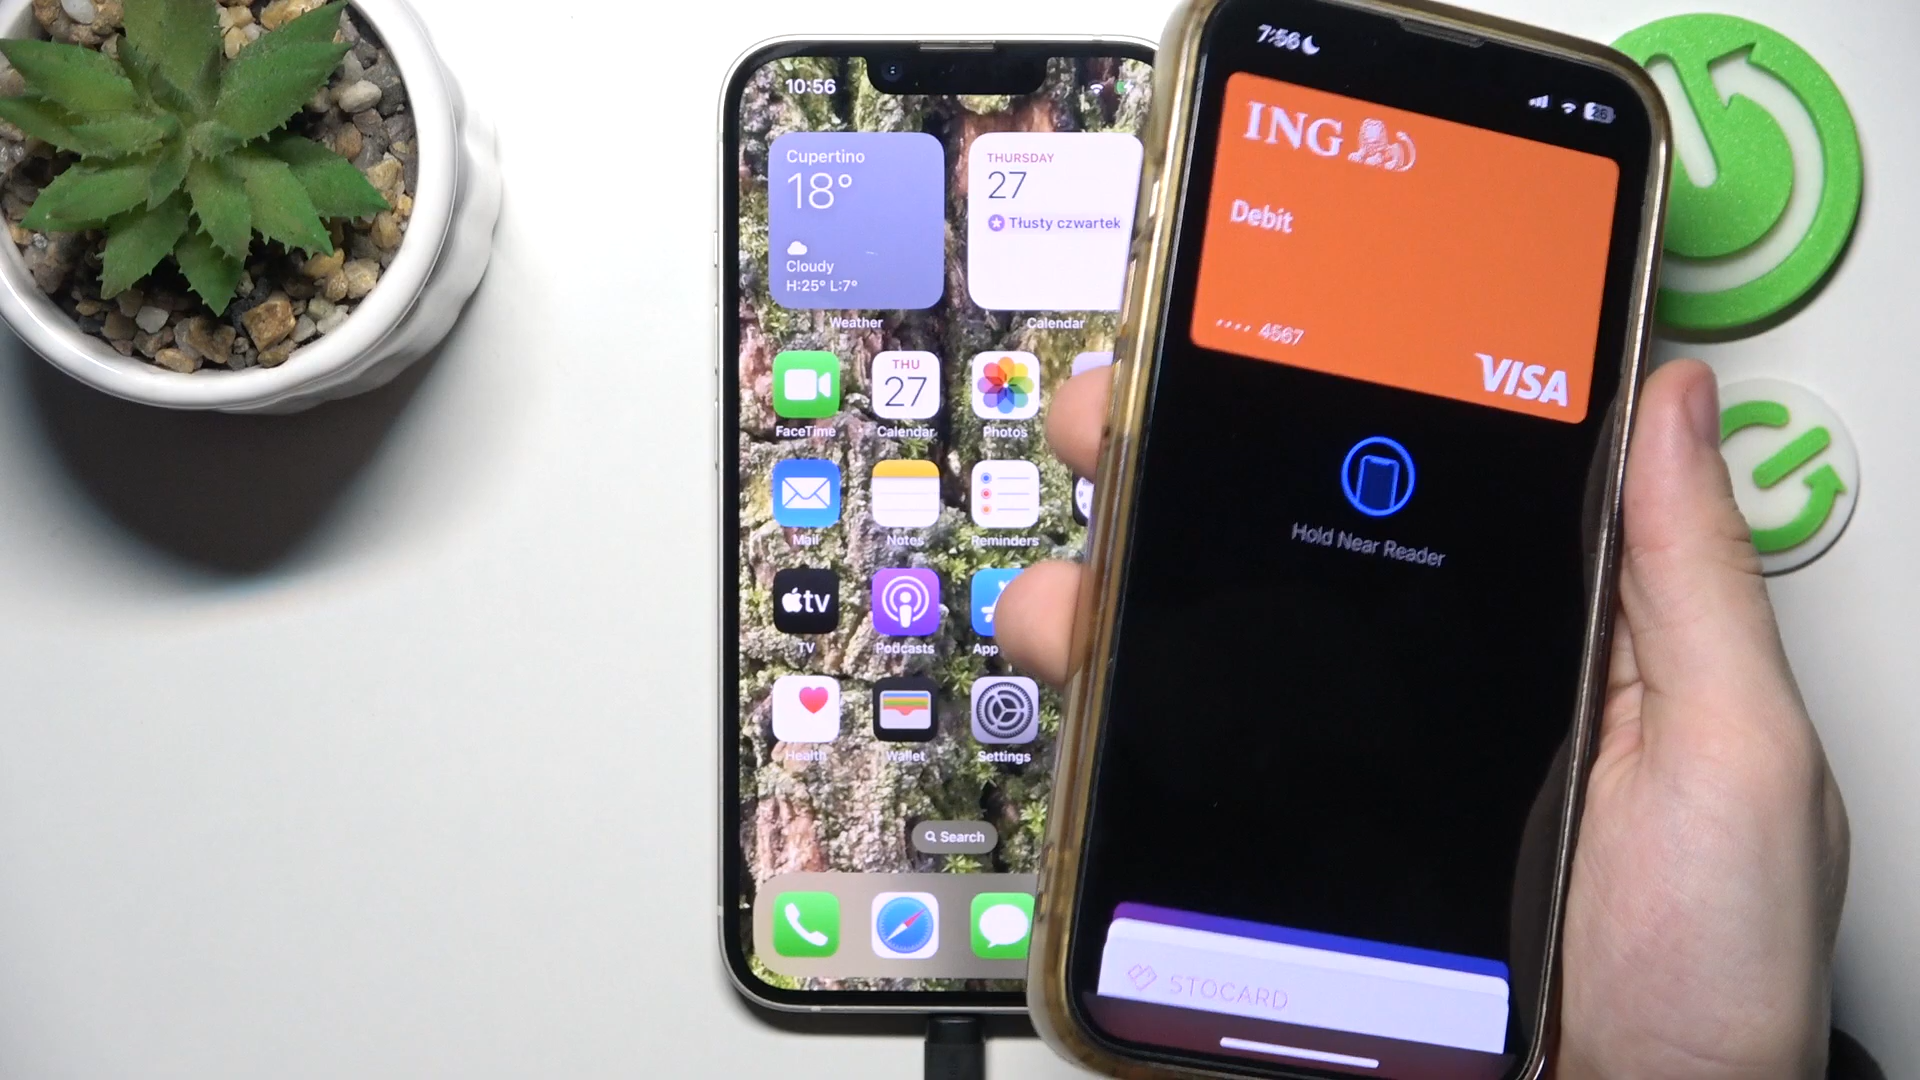 10:56
Cupertino
18°
Cloudy
H:25° L:7°
Weather
THURSDAY
27
Tłusty czwartek
Calendar
FaceTime
THU
27
Calendar
Photos
Mail
Notes
Reminders
tv
TV
Podcasts
App
Health
Wallet
Settings
Search
7:56
26
ING
Debit
•••• 4567
VISA
Hold Near Reader
STOCARD